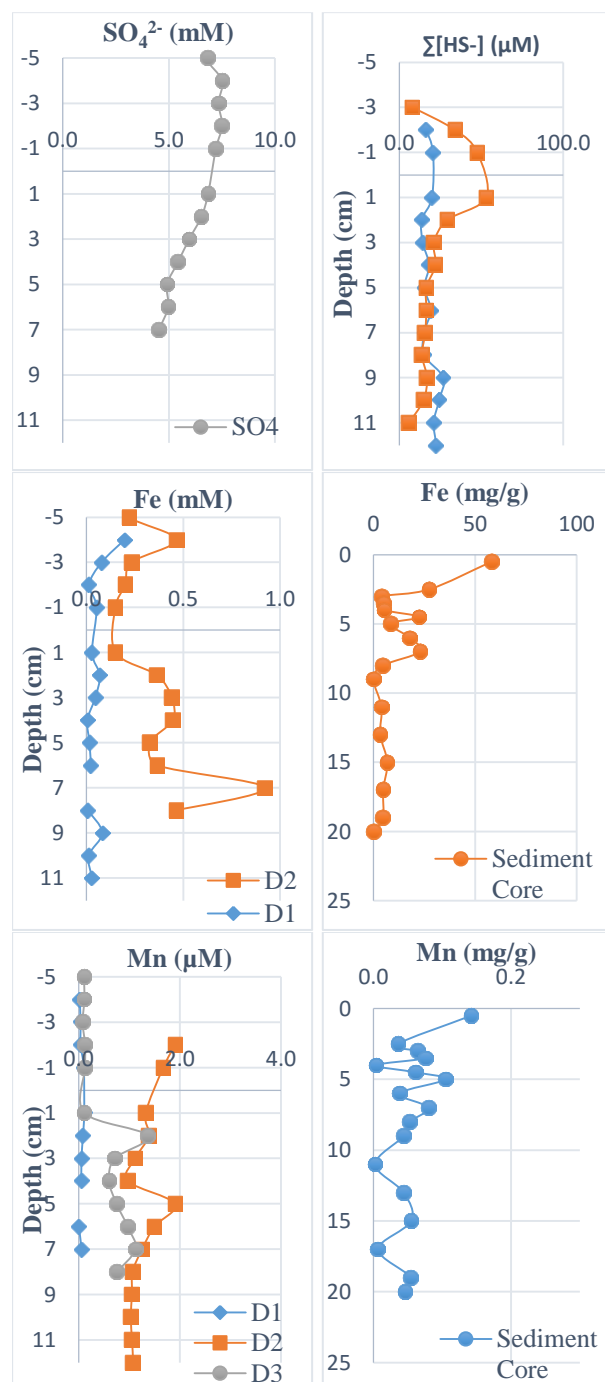 SO₄²⁻ (mM)
-5
-3
0.0 5.0 10.0
-1
1
3
5
7
9
11
SO4
∑[HS-] (µM)
-5
-3
0.0 100.0
-1
1
3
5
7
9
11
Depth (cm)
Fe (mM)
-5
-3
0.0 0.5 1.0
-1
1
3
5
7
9
11
Depth (cm)
D2
D1
Fe (mg/g)
0 50 100
0
5
10
15
20
25
Sediment
Core
Mn (µM)
-5
-3
0.0 2.0 4.0
-1
1
3
5
7
9
11
Depth (cm)
D1
D2
D3
Mn (mg/g)
0.0 0.2
0
5
10
15
20
25
Sediment
Core